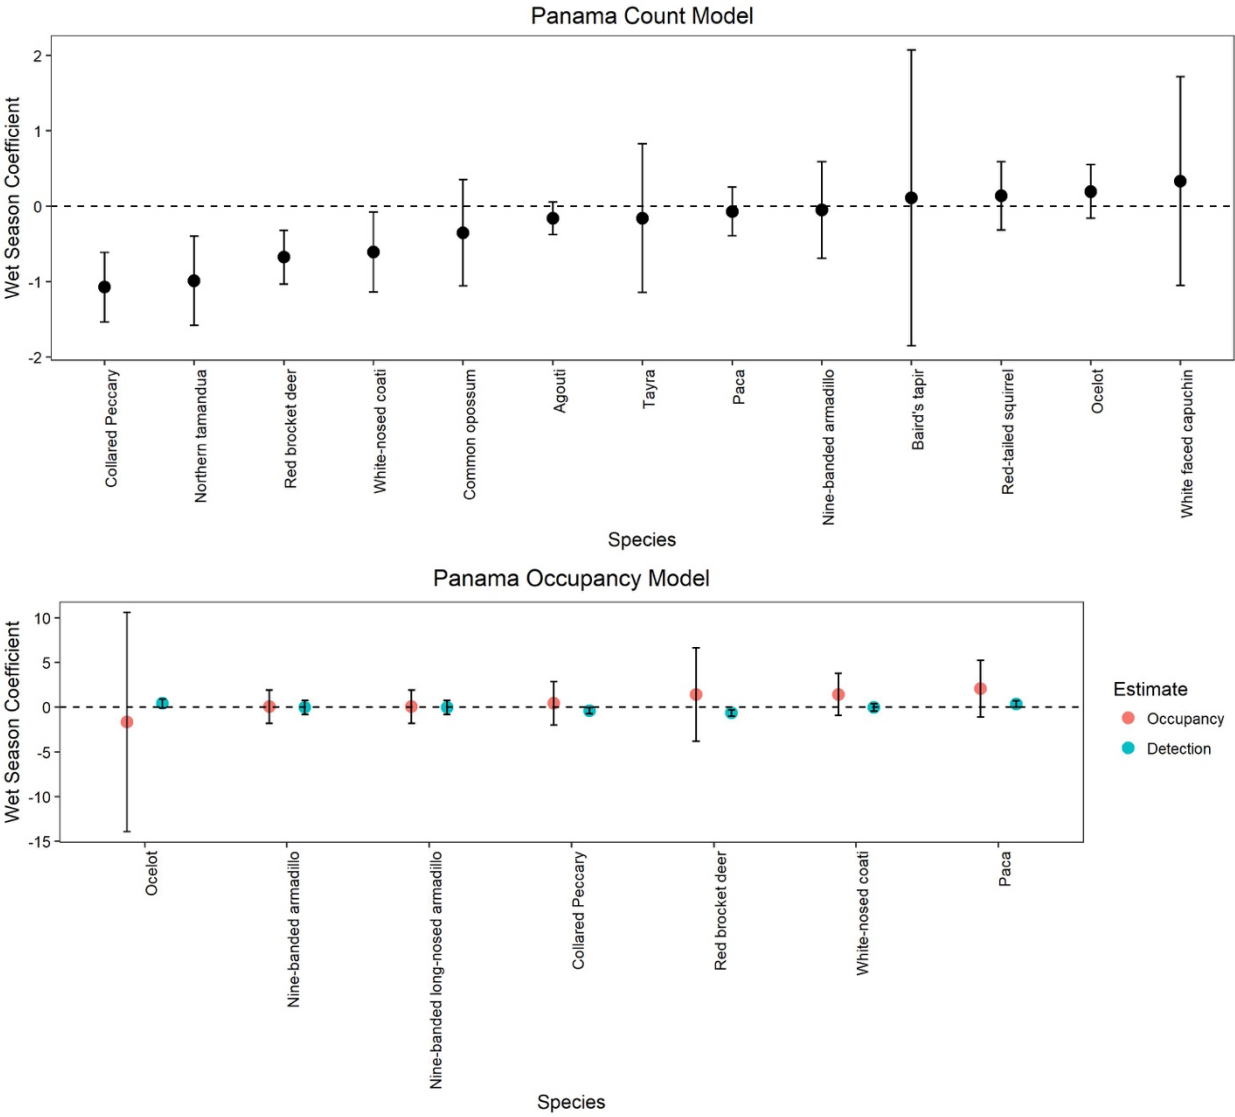 Panama Count Model
Wet Season Coefficient
2
1
0
-1
-2
Collared Peccary
Northern tamandua
Red brocket deer
White-nosed coati
Common opossum
Agouti
Tayra
Paca
Nine-banded armadillo
Baird's tapir
Red-tailed squirrel
Ocelot
White faced capuchin
Species
Panama Occupancy Model
Wet Season Coefficient
10
5
0
-5
-10
-15
Ocelot
Nine-banded armadillo
Nine-banded long-nosed armadillo
Collared Peccary
Red brocket deer
White-nosed coati
Paca
Species
Estimate
Occupancy
Detection